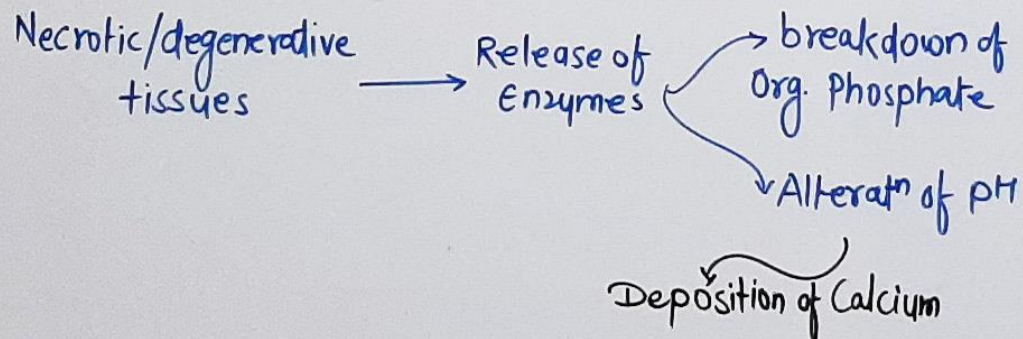 Necrotic/degenerative
tissues
Release of
Enzymes
breakdown of
Org. Phosphate
Alteratn of pH
Deposition of Calcium